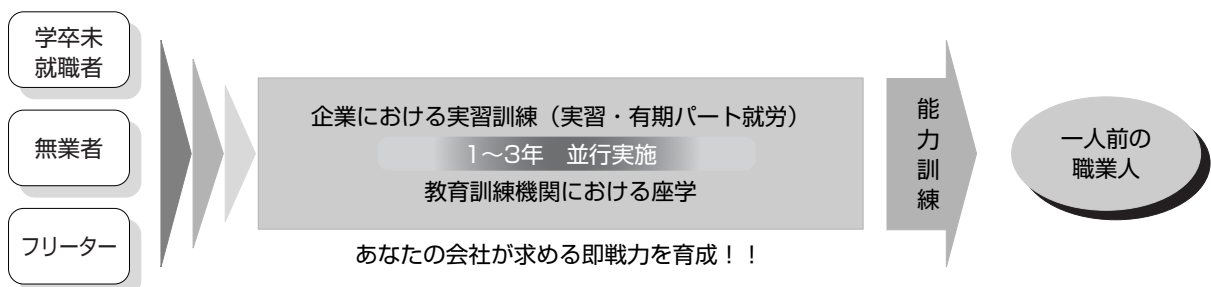 学卒未
就職者
無業者
フリーター
企業における実習訓練（実習・有期パート就労）
1～3年　並行実施
教育訓練機関における座学
あなたの会社が求める即戦力を育成！！
能力訓練
一人前の
職業人